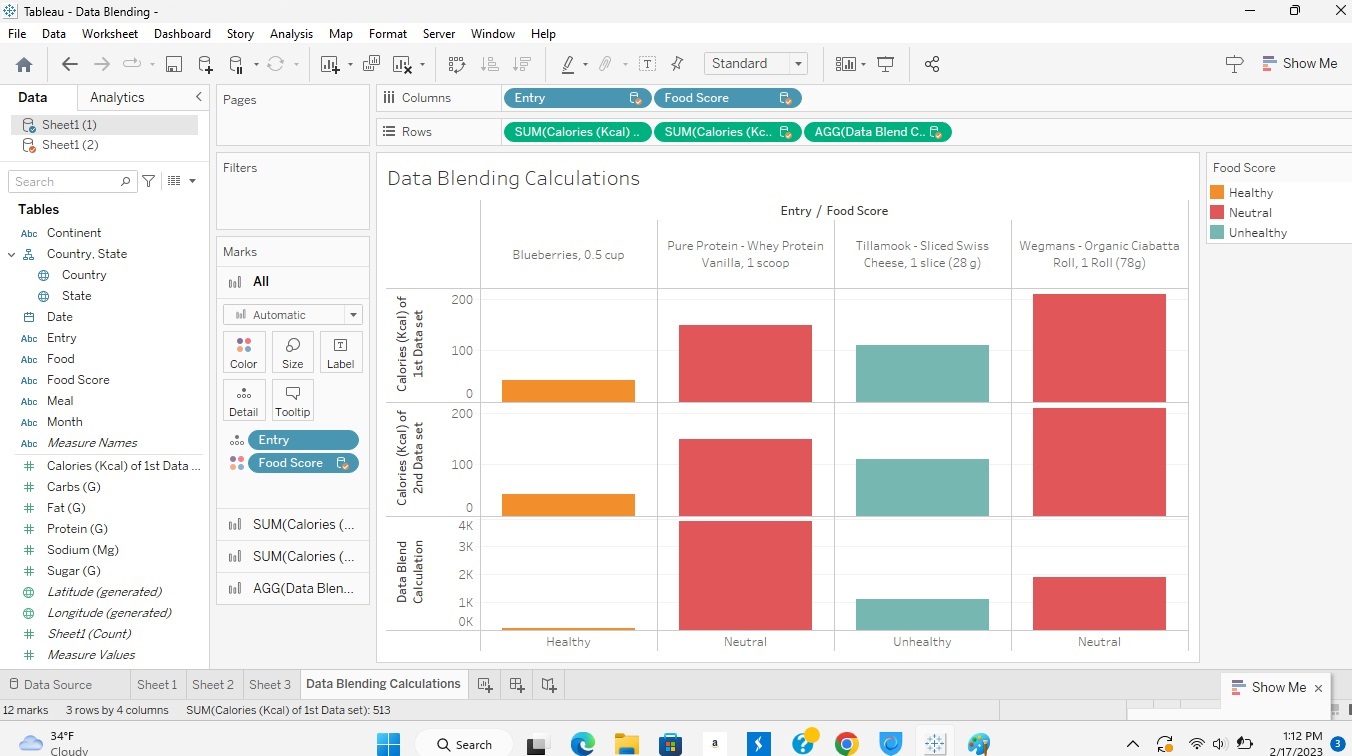 Tableau - Data Blending -
File Data Worksheet Dashboard Story Analysis Map Format Server Window Help
Standard
Show Me
Data Analytics
Sheet1 (1)
Sheet1 (2)
Search
Tables
Abc Continent
Country, State
Country
State
Date
Abc Entry
Abc Food
Abc Food Score
Abc Meal
Abc Month
Abc Measure Names
# Calories (Kcal) of 1st Data ...
# Carbs (G)
# Fat (G)
# Protein (G)
# Sodium (Mg)
# Sugar (G)
Latitude (generated)
Longitude (generated)
# Sheet1 (Count)
# Measure Values
Pages
Filters
Marks
All
Automatic
Color Size Label
Detail Tooltip
Entry
Food Score
SUM(Calories (...
SUM(Calories (...
AGG(Data Blen...
Columns Entry Food Score
Rows SUM(Calories (Kcal) .. SUM(Calories (Kc.. AGG(Data Blend C..
Data Blending Calculations
Entry / Food Score
Blueberries, 0.5 cup
Pure Protein - Whey Protein
Vanilla, 1 scoop
Tillamook - Sliced Swiss
Cheese, 1 slice (28 g)
Wegmans - Organic Ciabatta
Roll, 1 Roll (78g)
Calories (Kcal) of
1st Data set
200
100
0
Calories (Kcal) of
2nd Data set
200
100
0
Data Blend
Calculation
4K
3K
2K
1K
0K
Healthy Neutral Unhealthy Neutral
Food Score
Healthy
Neutral
Unhealthy
Data Source Sheet 1 Sheet 2 Sheet 3 Data Blending Calculations
Show Me
12 marks 3 rows by 4 columns SUM(Calories (Kcal) of 1st Data set): 513
34°F
Cloudy
Search
a
1:12 PM
2/17/2023
3